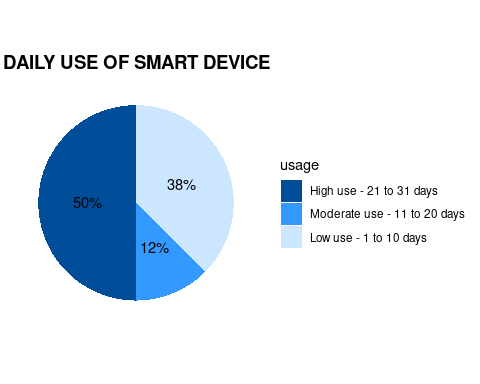 DAILY USE OF SMART DEVICE
38%
50%
12%
usage
High use - 21 to 31 days
Moderate use - 11 to 20 days
Low use - 1 to 10 days